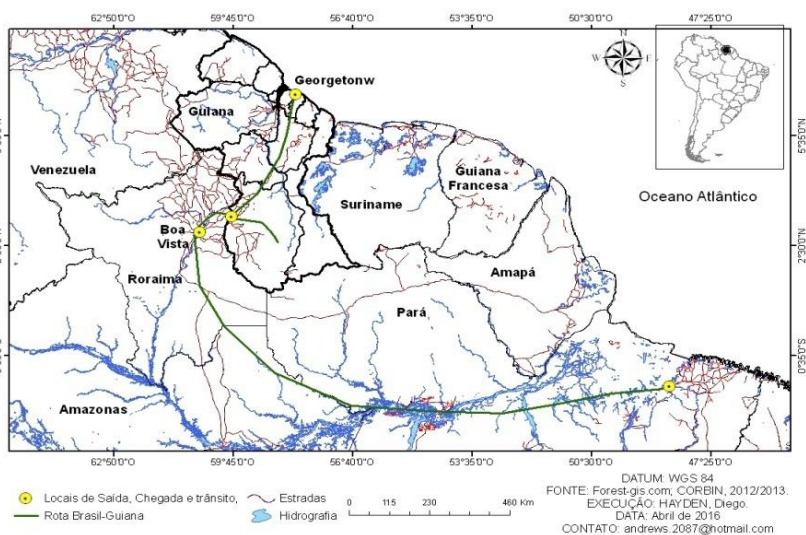 62°50'0"O 59°45'0"O 56°40'0"O 53°35'0"O 50°30'0"O 47°25'0"O
N
W E
S
Georgetonw
Guiana
5°35'0"N
Venezuela
Guiana
Francesa
Suriname
Oceano Atlântico
Boa
Vista
2°30'0"N
Roraima
Amapá
Pará
Amazonas
62°50'0"O 59°45'0"O 56°40'0"O 53°35'0"O 50°30'0"O 47°25'0"O
Locais de Saída, Chegada e trânsito,
Estradas
Rota Brasil-Guiana
Hidrografia
0 115 230 460 Km
DATUM: WGS 84
FONTE: Forest-gis.com; CORBIN, 2012/2013.
EXECUÇÃO: HAYDEN, Diego.
DATA: Abril de 2016
CONTATO: andrews.2087@hotmail.com